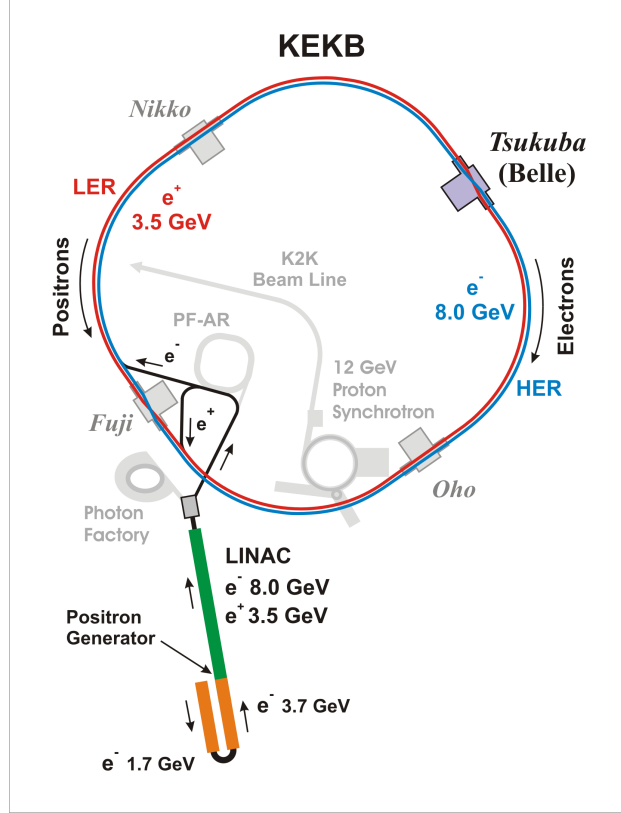 KEKB
Nikko
Tsukuba
(Belle)
LER
e+
3.5 GeV
Positrons
K2K
Beam Line
e-
8.0 GeV
Electrons
PF-AR
e-
12 GeV
Proton
Synchrotron
HER
Fuji
e+
Oho
Photon
Factory
LINAC
e- 8.0 GeV
e+ 3.5 GeV
Positron
Generator
e- 3.7 GeV
e- 1.7 GeV